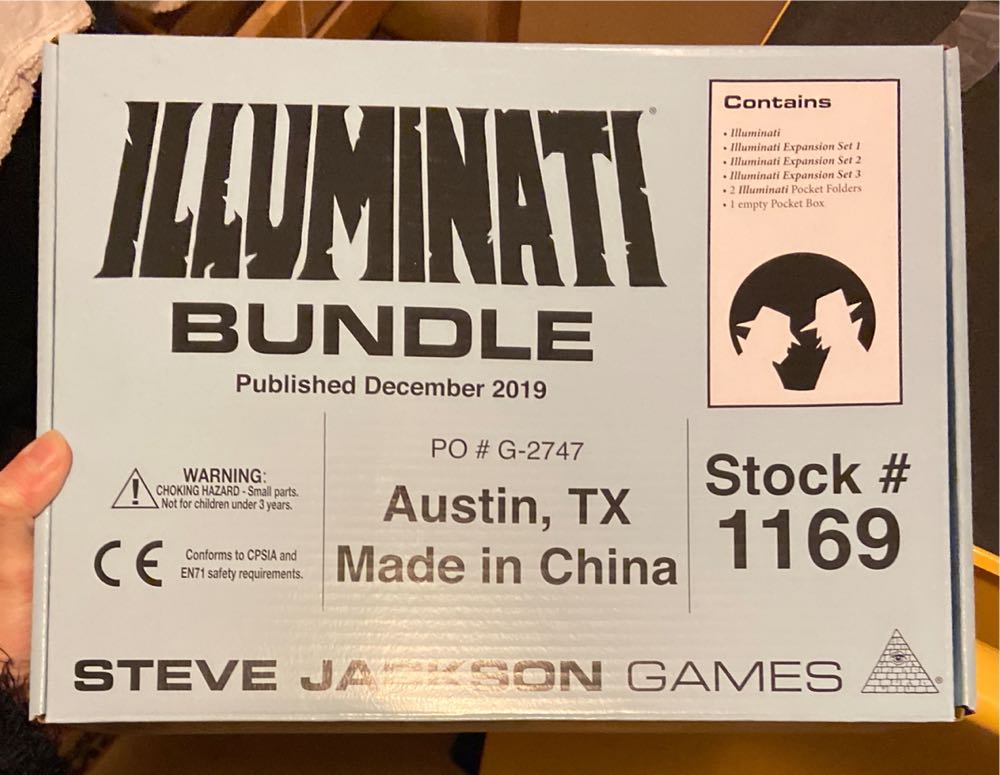 ILLUMINATI®
BUNDLE
Published December 2019
Contains
• Illuminati
• Illuminati Expansion Set 1
• Illuminati Expansion Set 2
• Illuminati Expansion Set 3
• 2 Illuminati Pocket Folders
• 1 empty Pocket Box
WARNING:
CHOKING HAZARD - Small parts.
Not for children under 3 years.
CE
Conforms to CPSIA and
EN71 safety requirements.
PO # G-2747
Austin, TX
Made in China
Stock #
1169
STEVE JACKSON GAMES
®